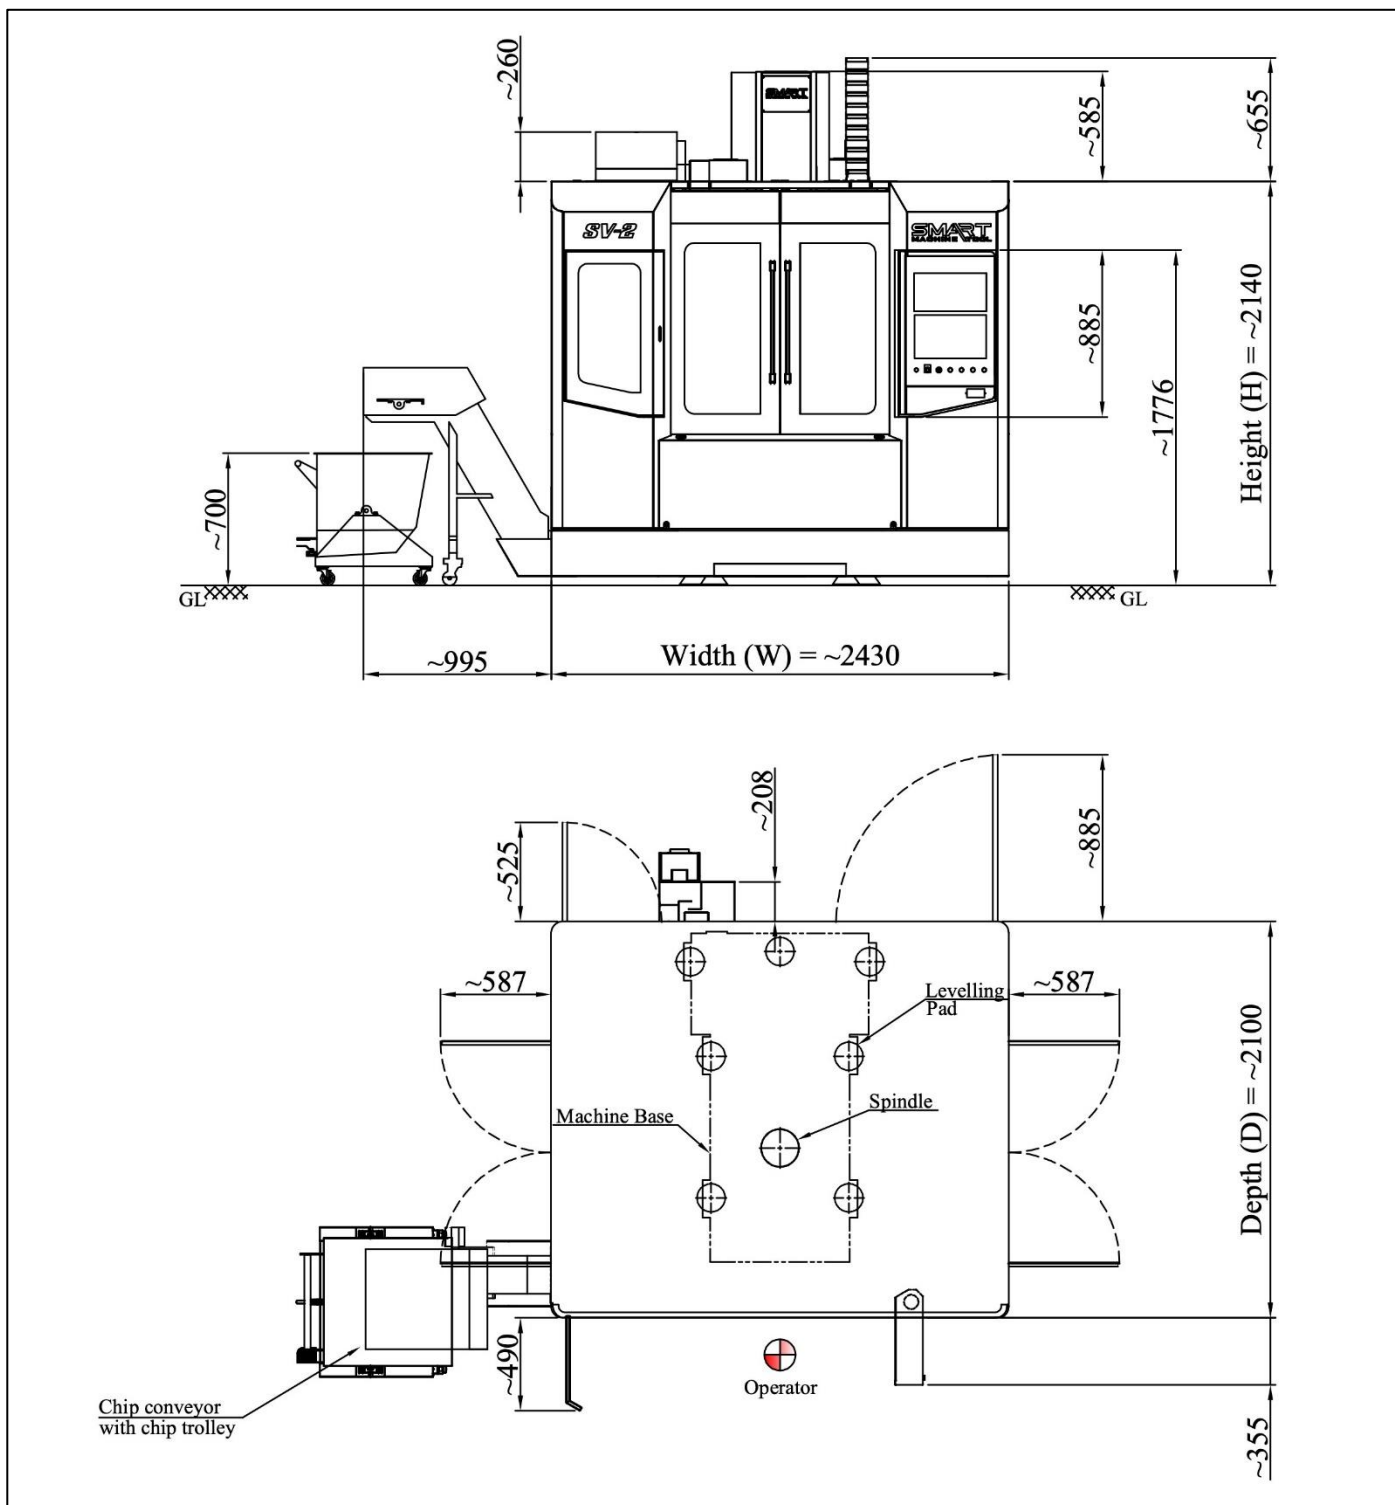 ~260
SMART
~585
~655
SV-2
SMART
MACHINE TOOL
~885
~1776
Height (H) = ~2140
~700
GL
GL
~995
Width (W) = ~2430
~208
~525
~885
~587
~587
Levelling
Pad
Depth (D) = ~2100
Machine Base
Spindle
~490
Operator
Chip conveyor
with chip trolley
~355